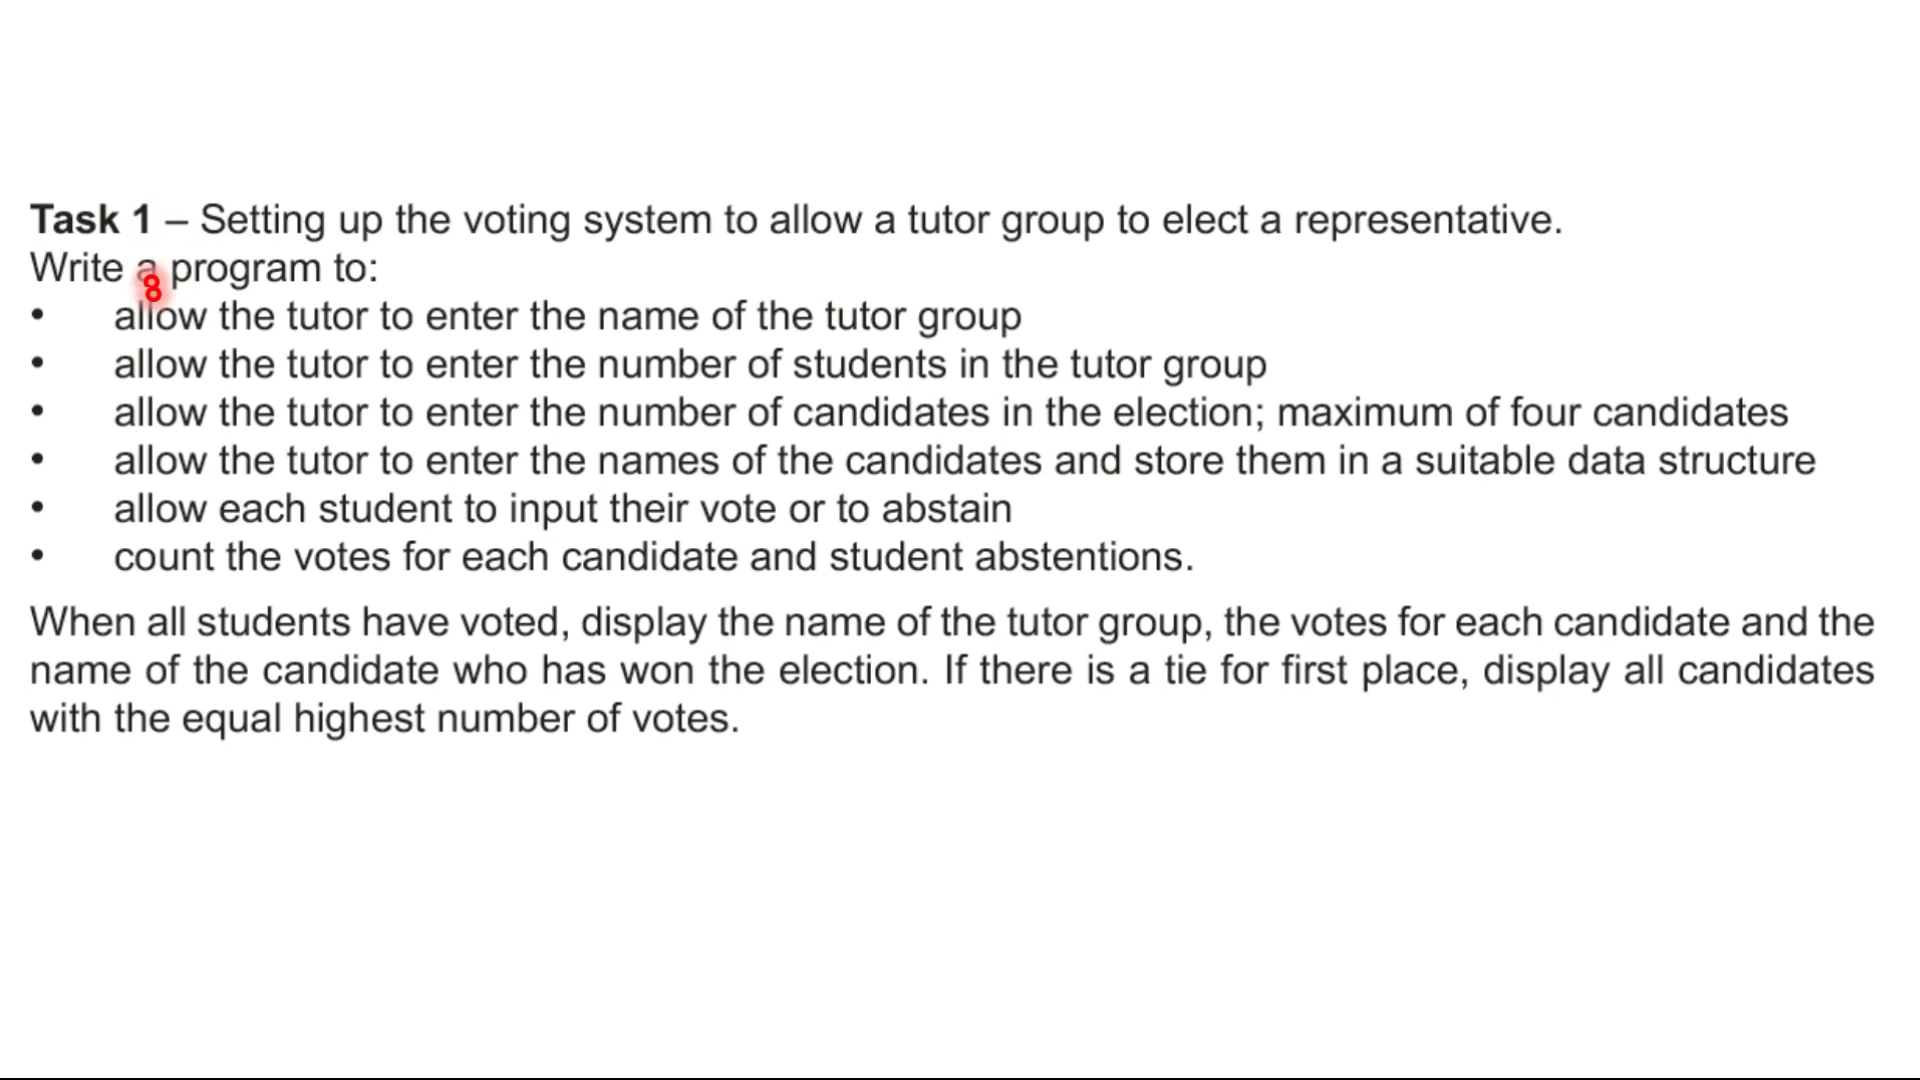 Task 1 – Setting up the voting system to allow a tutor group to elect a representative.
Write a program to:
8
• allow the tutor to enter the name of the tutor group
• allow the tutor to enter the number of students in the tutor group
• allow the tutor to enter the number of candidates in the election; maximum of four candidates
• allow the tutor to enter the names of the candidates and store them in a suitable data structure
• allow each student to input their vote or to abstain
• count the votes for each candidate and student abstentions.
When all students have voted, display the name of the tutor group, the votes for each candidate and the
name of the candidate who has won the election. If there is a tie for first place, display all candidates
with the equal highest number of votes.